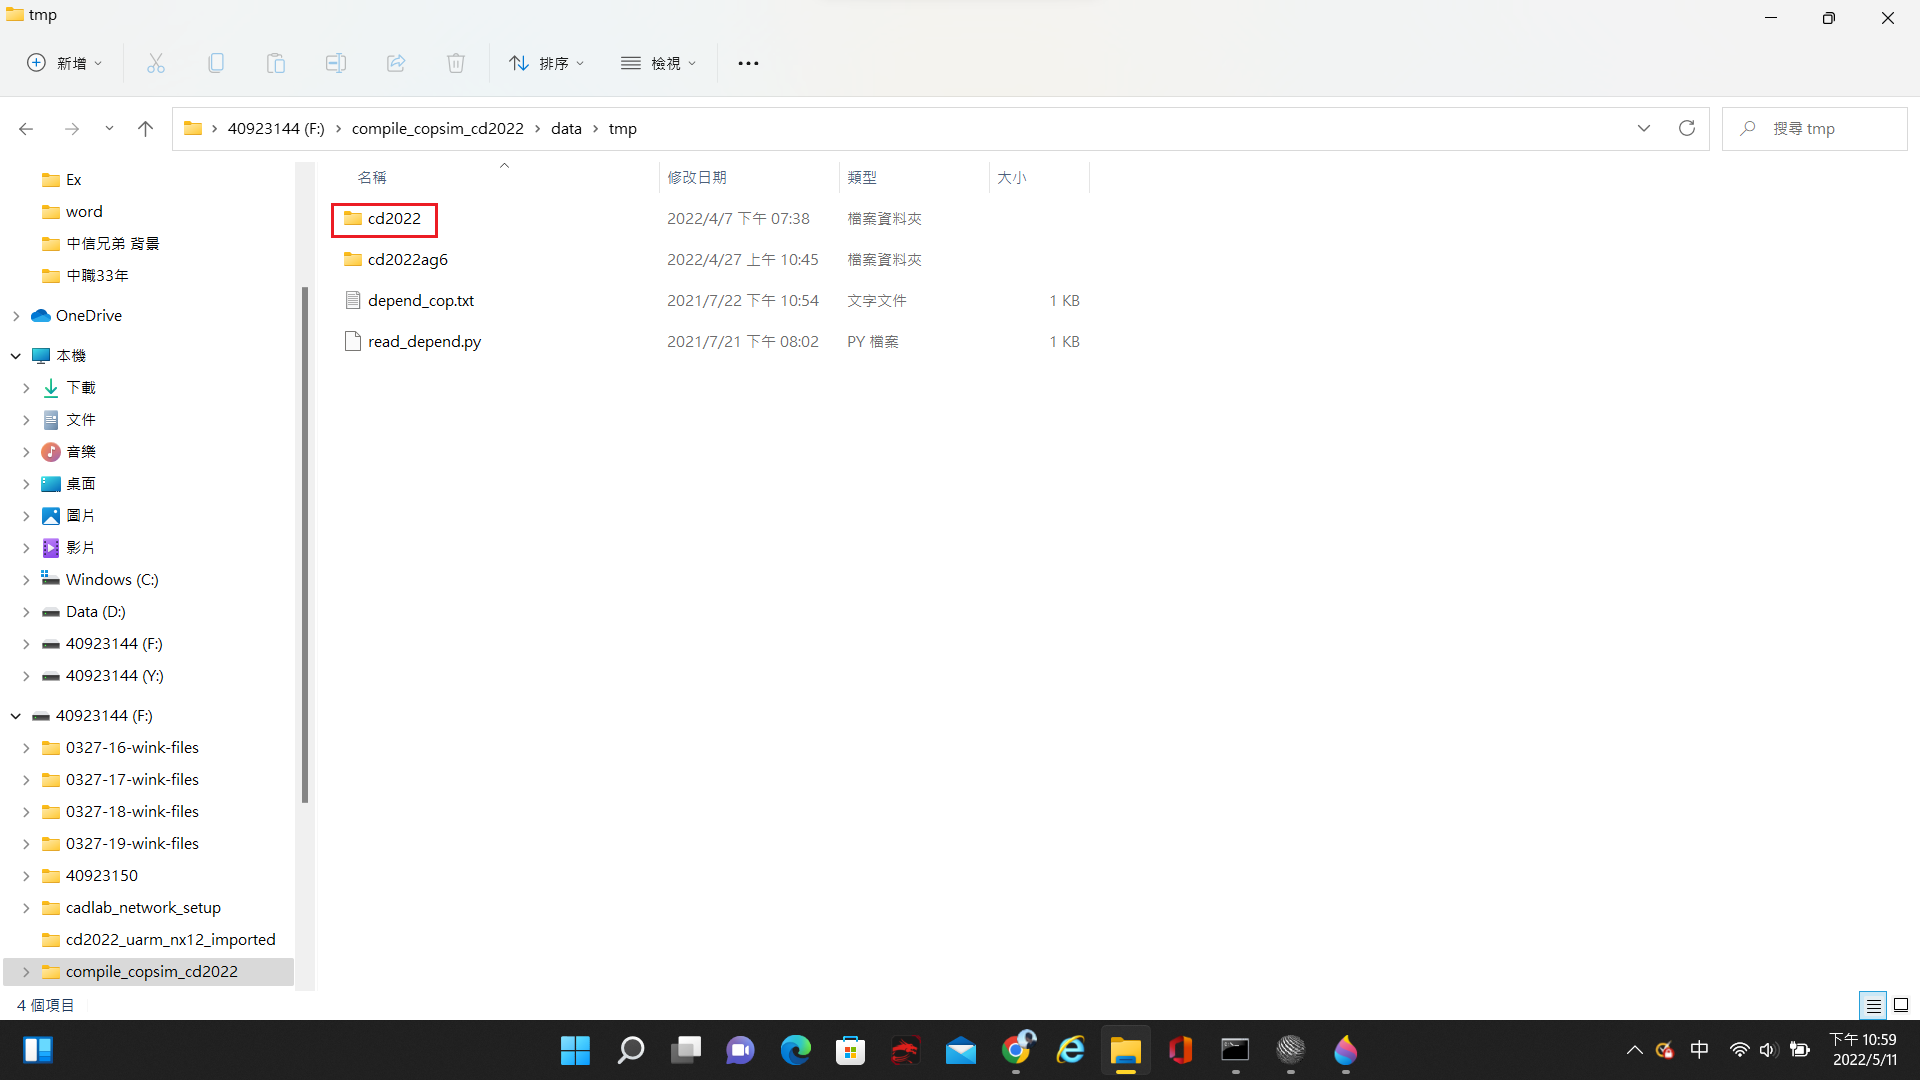 tmp
新增
排序
檢視
40923144 (F:) › compile_copsim_cd2022 › data › tmp
搜尋 tmp
Ex
word
中信兄弟 背景
中職33年
OneDrive
本機
下載
文件
音樂
桌面
圖片
影片
Windows (C:)
Data (D:)
40923144 (F:)
40923144 (Y:)
40923144 (F:)
0327-16-wink-files
0327-17-wink-files
0327-18-wink-files
0327-19-wink-files
40923150
cadlab_network_setup
cd2022_uarm_nx12_imported
compile_copsim_cd2022
名稱 修改日期 類型 大小
cd2022 2022/4/7 下午 07:38 檔案資料夾
cd2022ag6 2022/4/27 上午 10:45 檔案資料夾
depend_cop.txt 2021/7/22 下午 10:54 文字文件 1 KB
read_depend.py 2021/7/21 下午 08:02 PY 檔案 1 KB
4 個項目
中
下午 10:59
2022/5/11